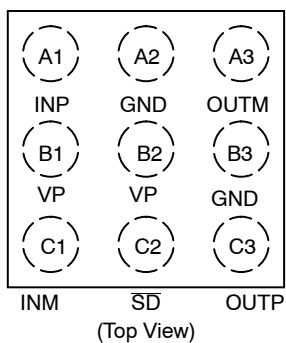 A1 A2 A3
INP GND OUTM
B1 B2 B3
VP VP GND
C1 C2 C3
INM S̅D̅ OUTP
(Top View)